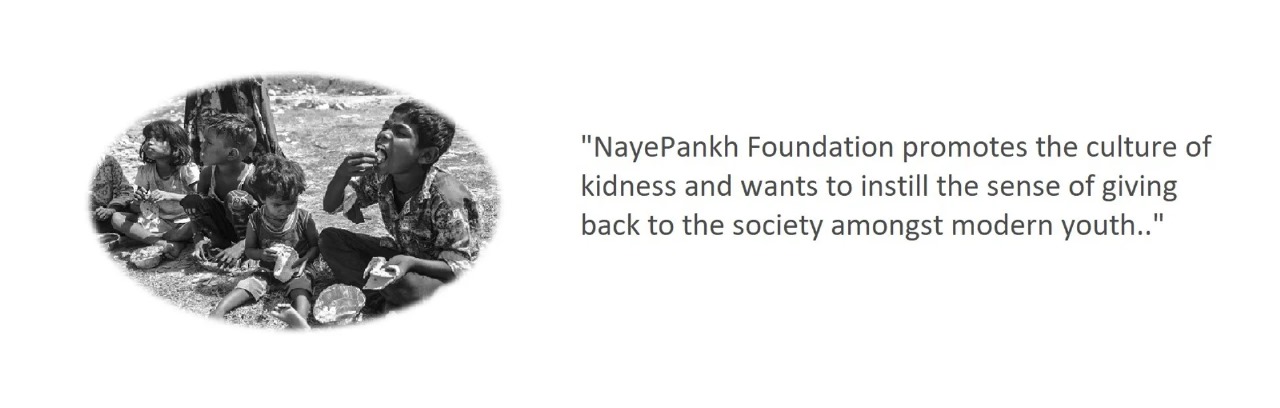 "NayePankh Foundation promotes the culture of
kidness and wants to instill the sense of giving
back to the society amongst modern youth.."